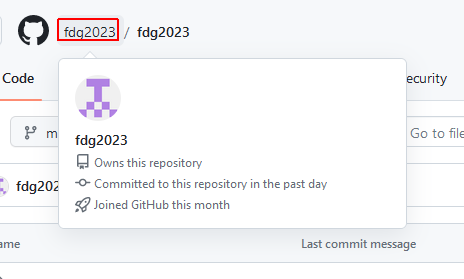 fdg2023 / fdg2023
Code
ecurity
fdg2023
m
Go to fi
Owns this repository
Committed to this repository in the past day
fdg202
Joined GitHub this month
ame
Last commit message